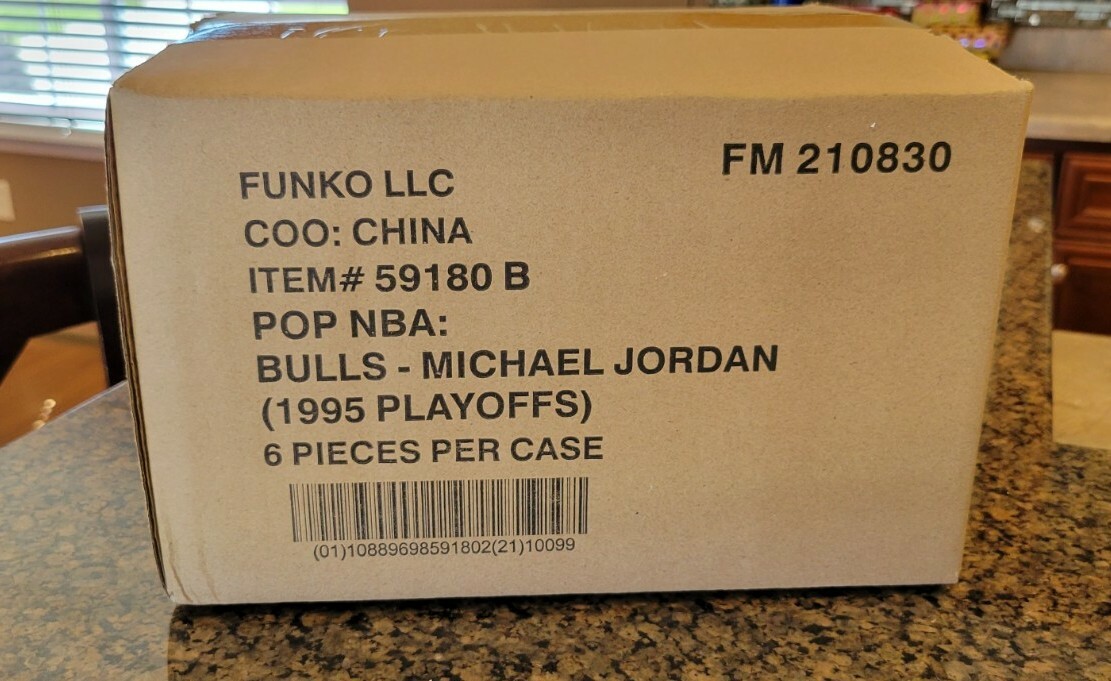 FM 210830
FUNKO LLC
COO: CHINA
ITEM# 59180 B
POP NBA:
BULLS - MICHAEL JORDAN
(1995 PLAYOFFS)
6 PIECES PER CASE
(01)10889698591802(21)10099